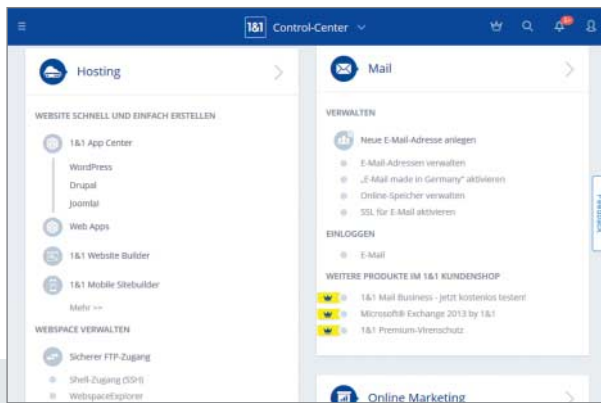 1&1 Control-Center
Hosting
WEBSITE SCHNELL UND EINFACH ERSTELLEN
1&1 App Center
WordPress
Drupal
Joomla!
Web Apps
1&1 Website Builder
1&1 Mobile Sitebuilder
Mehr >>
WEBSPACE VERWALTEN
Sicherer FTP-Zugang
Shell-Zugang (SSH)
WebspaceExplorer
Mail
VERWALTEN
Neue E-Mail-Adresse anlegen
E-Mail-Adressen verwalten
„E-Mail made in Germany" aktivieren
Online-Speicher verwalten
SSL für E-Mail aktivieren
EINLOGGEN
E-Mail
WEITERE PRODUKTE IM 1&1 KUNDENSHOP
1&1 Mail Business - Jetzt kostenlos testen!
Microsoft® Exchange 2013 by 1&1
1&1 Premium-Virenschutz
Online Marketing